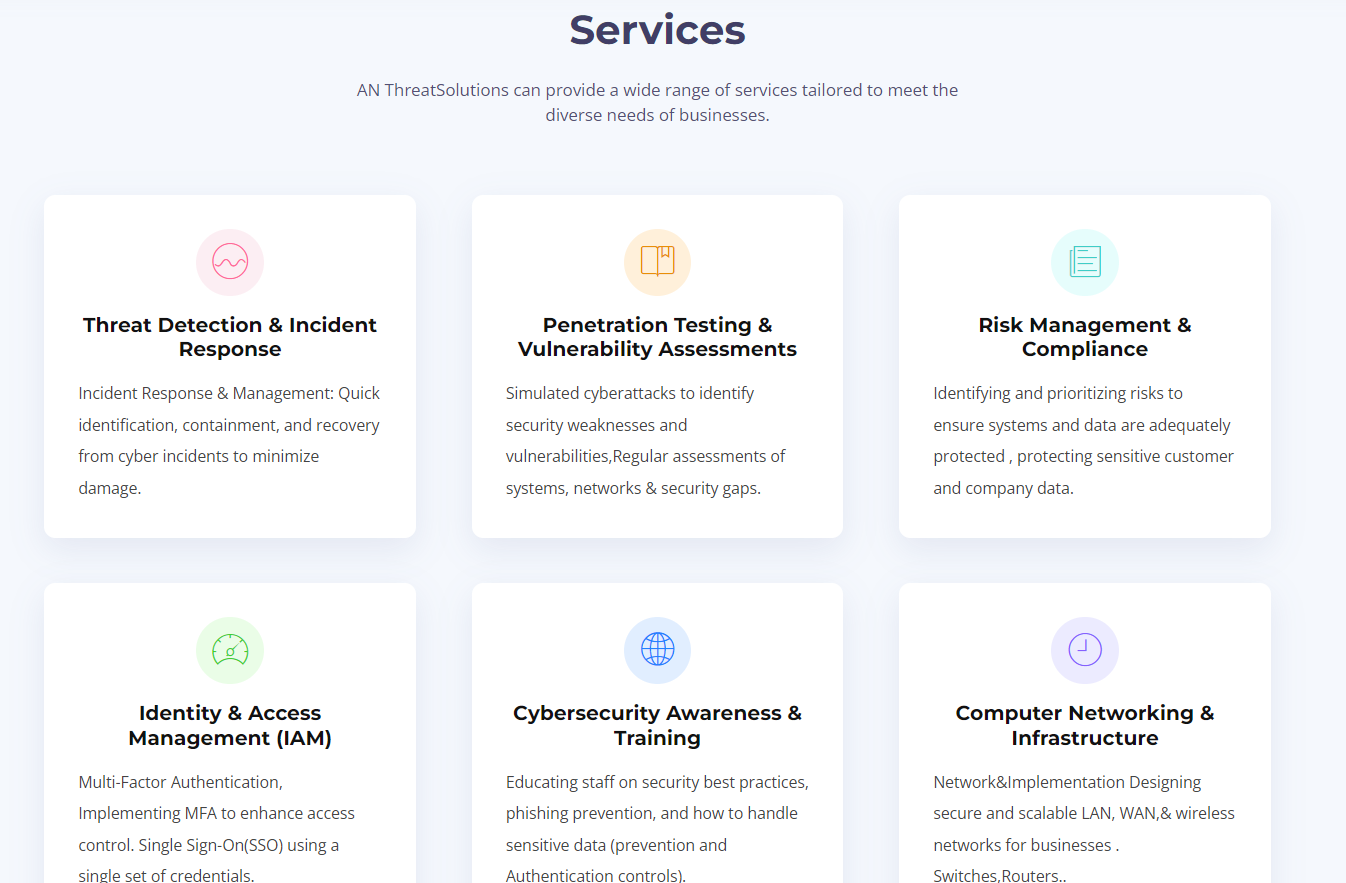 Services
AN ThreatSolutions can provide a wide range of services tailored to meet the
diverse needs of businesses.
Threat Detection & Incident
Response
Incident Response & Management: Quick
identification, containment, and recovery
from cyber incidents to minimize
damage.
Penetration Testing &
Vulnerability Assessments
Simulated cyberattacks to identify
security weaknesses and
vulnerabilities,Regular assessments of
systems, networks & security gaps.
Risk Management &
Compliance
Identifying and prioritizing risks to
ensure systems and data are adequately
protected , protecting sensitive customer
and company data.
Identity & Access
Management (IAM)
Multi-Factor Authentication,
Implementing MFA to enhance access
control. Single Sign-On(SSO) using a
single set of credentials.
Cybersecurity Awareness &
Training
Educating staff on security best practices,
phishing prevention, and how to handle
sensitive data (prevention and
Authentication controls).
Computer Networking &
Infrastructure
Network&Implementation Designing
secure and scalable LAN, WAN,& wireless
networks for businesses .
Switches,Routers..